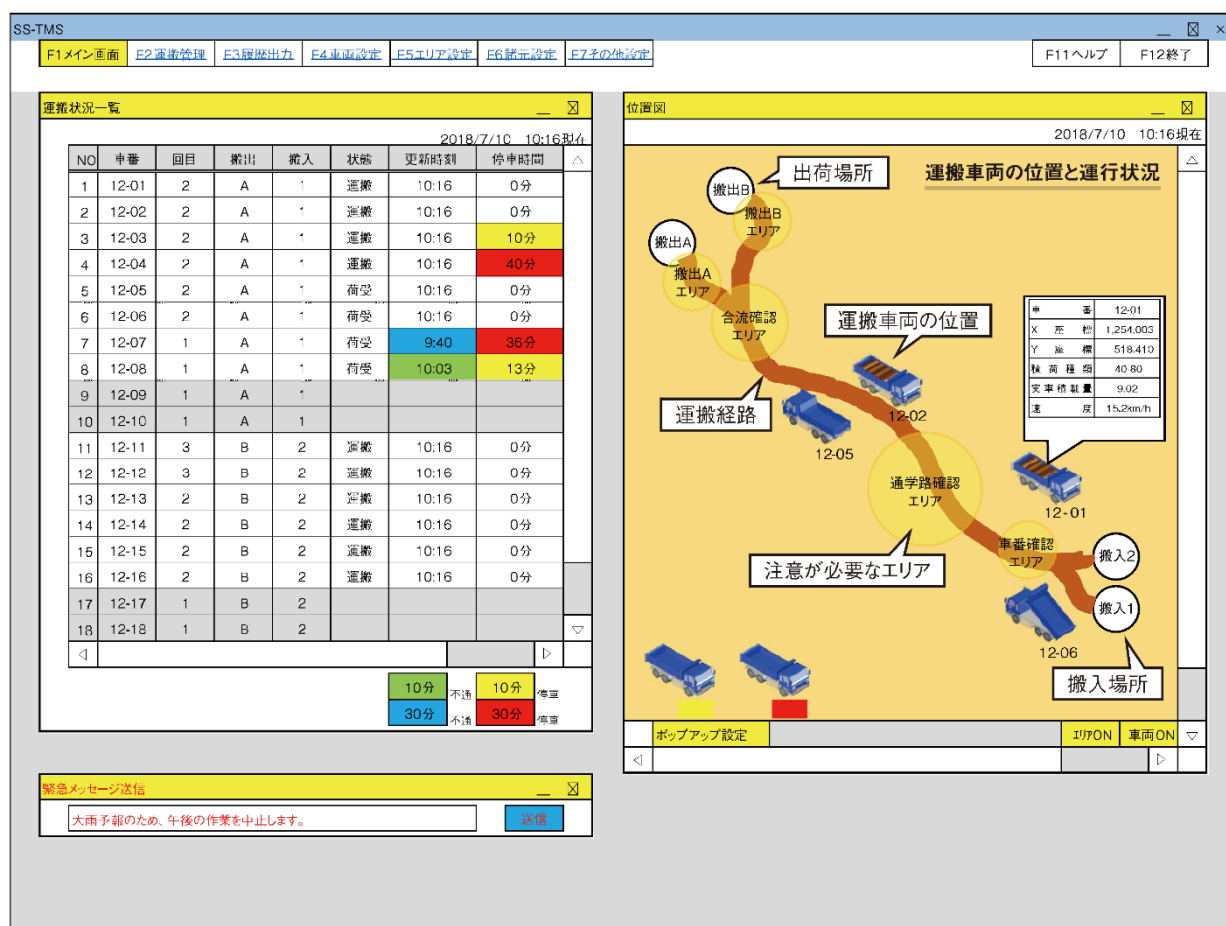 SS-TMS
F1メイン画面 F2運搬管理 F3履歴出力 F4車両設定 F5エリア設定 F6諸元設定 F7その他設定 F11ヘルプ F12終了
運搬状況一覧
2018/7/10 10:16現在
NO 車番 回目 搬出 搬入 状態 更新時刻 停車時間
1 12-01 2 A 1 運搬 10:16 0分
2 12-02 2 A 1 運搬 10:16 0分
3 12-03 2 A 1 運搬 10:16 10分
4 12-04 2 A 1 運搬 10:16 40分
5 12-05 2 A 1 荷受 10:16 0分
6 12-06 2 A 1 荷受 10:16 0分
7 12-07 1 A 1 荷受 9:40 36分
8 12-08 1 A 1 荷受 10:03 13分
9 12-09 1 A 1
10 12-10 1 A 1
11 12-11 3 B 2 運搬 10:16 0分
12 12-12 3 B 2 運搬 10:16 0分
13 12-13 2 B 2 運搬 10:16 0分
14 12-14 2 B 2 運搬 10:16 0分
15 12-15 2 B 2 運搬 10:16 0分
16 12-16 2 B 2 運搬 10:16 0分
17 12-17 1 B 2
18 12-18 1 B 2
10分 不通 10分 停車
30分 不通 30分 停車
緊急メッセージ送信
大雨予報のため、午後の作業を中止します。 送信
位置図
2018/7/10 10:16現在
運搬車両の位置と運行状況
出荷場所
搬出B
搬出B
エリア
搬出A
搬出A
エリア
合流確認
エリア
運搬車両の位置
車番 12-01
X座標 1,254.003
Y座標 518.410
積荷種類 40-80
実車積載量 9.02
速度 15.2km/h
運搬経路
12-02
12-05
通学路確認
エリア
12-01
注意が必要なエリア
車番確認
エリア
搬入2
搬入1
12-06
搬入場所
ポップアップ設定 エリアON 車両ON